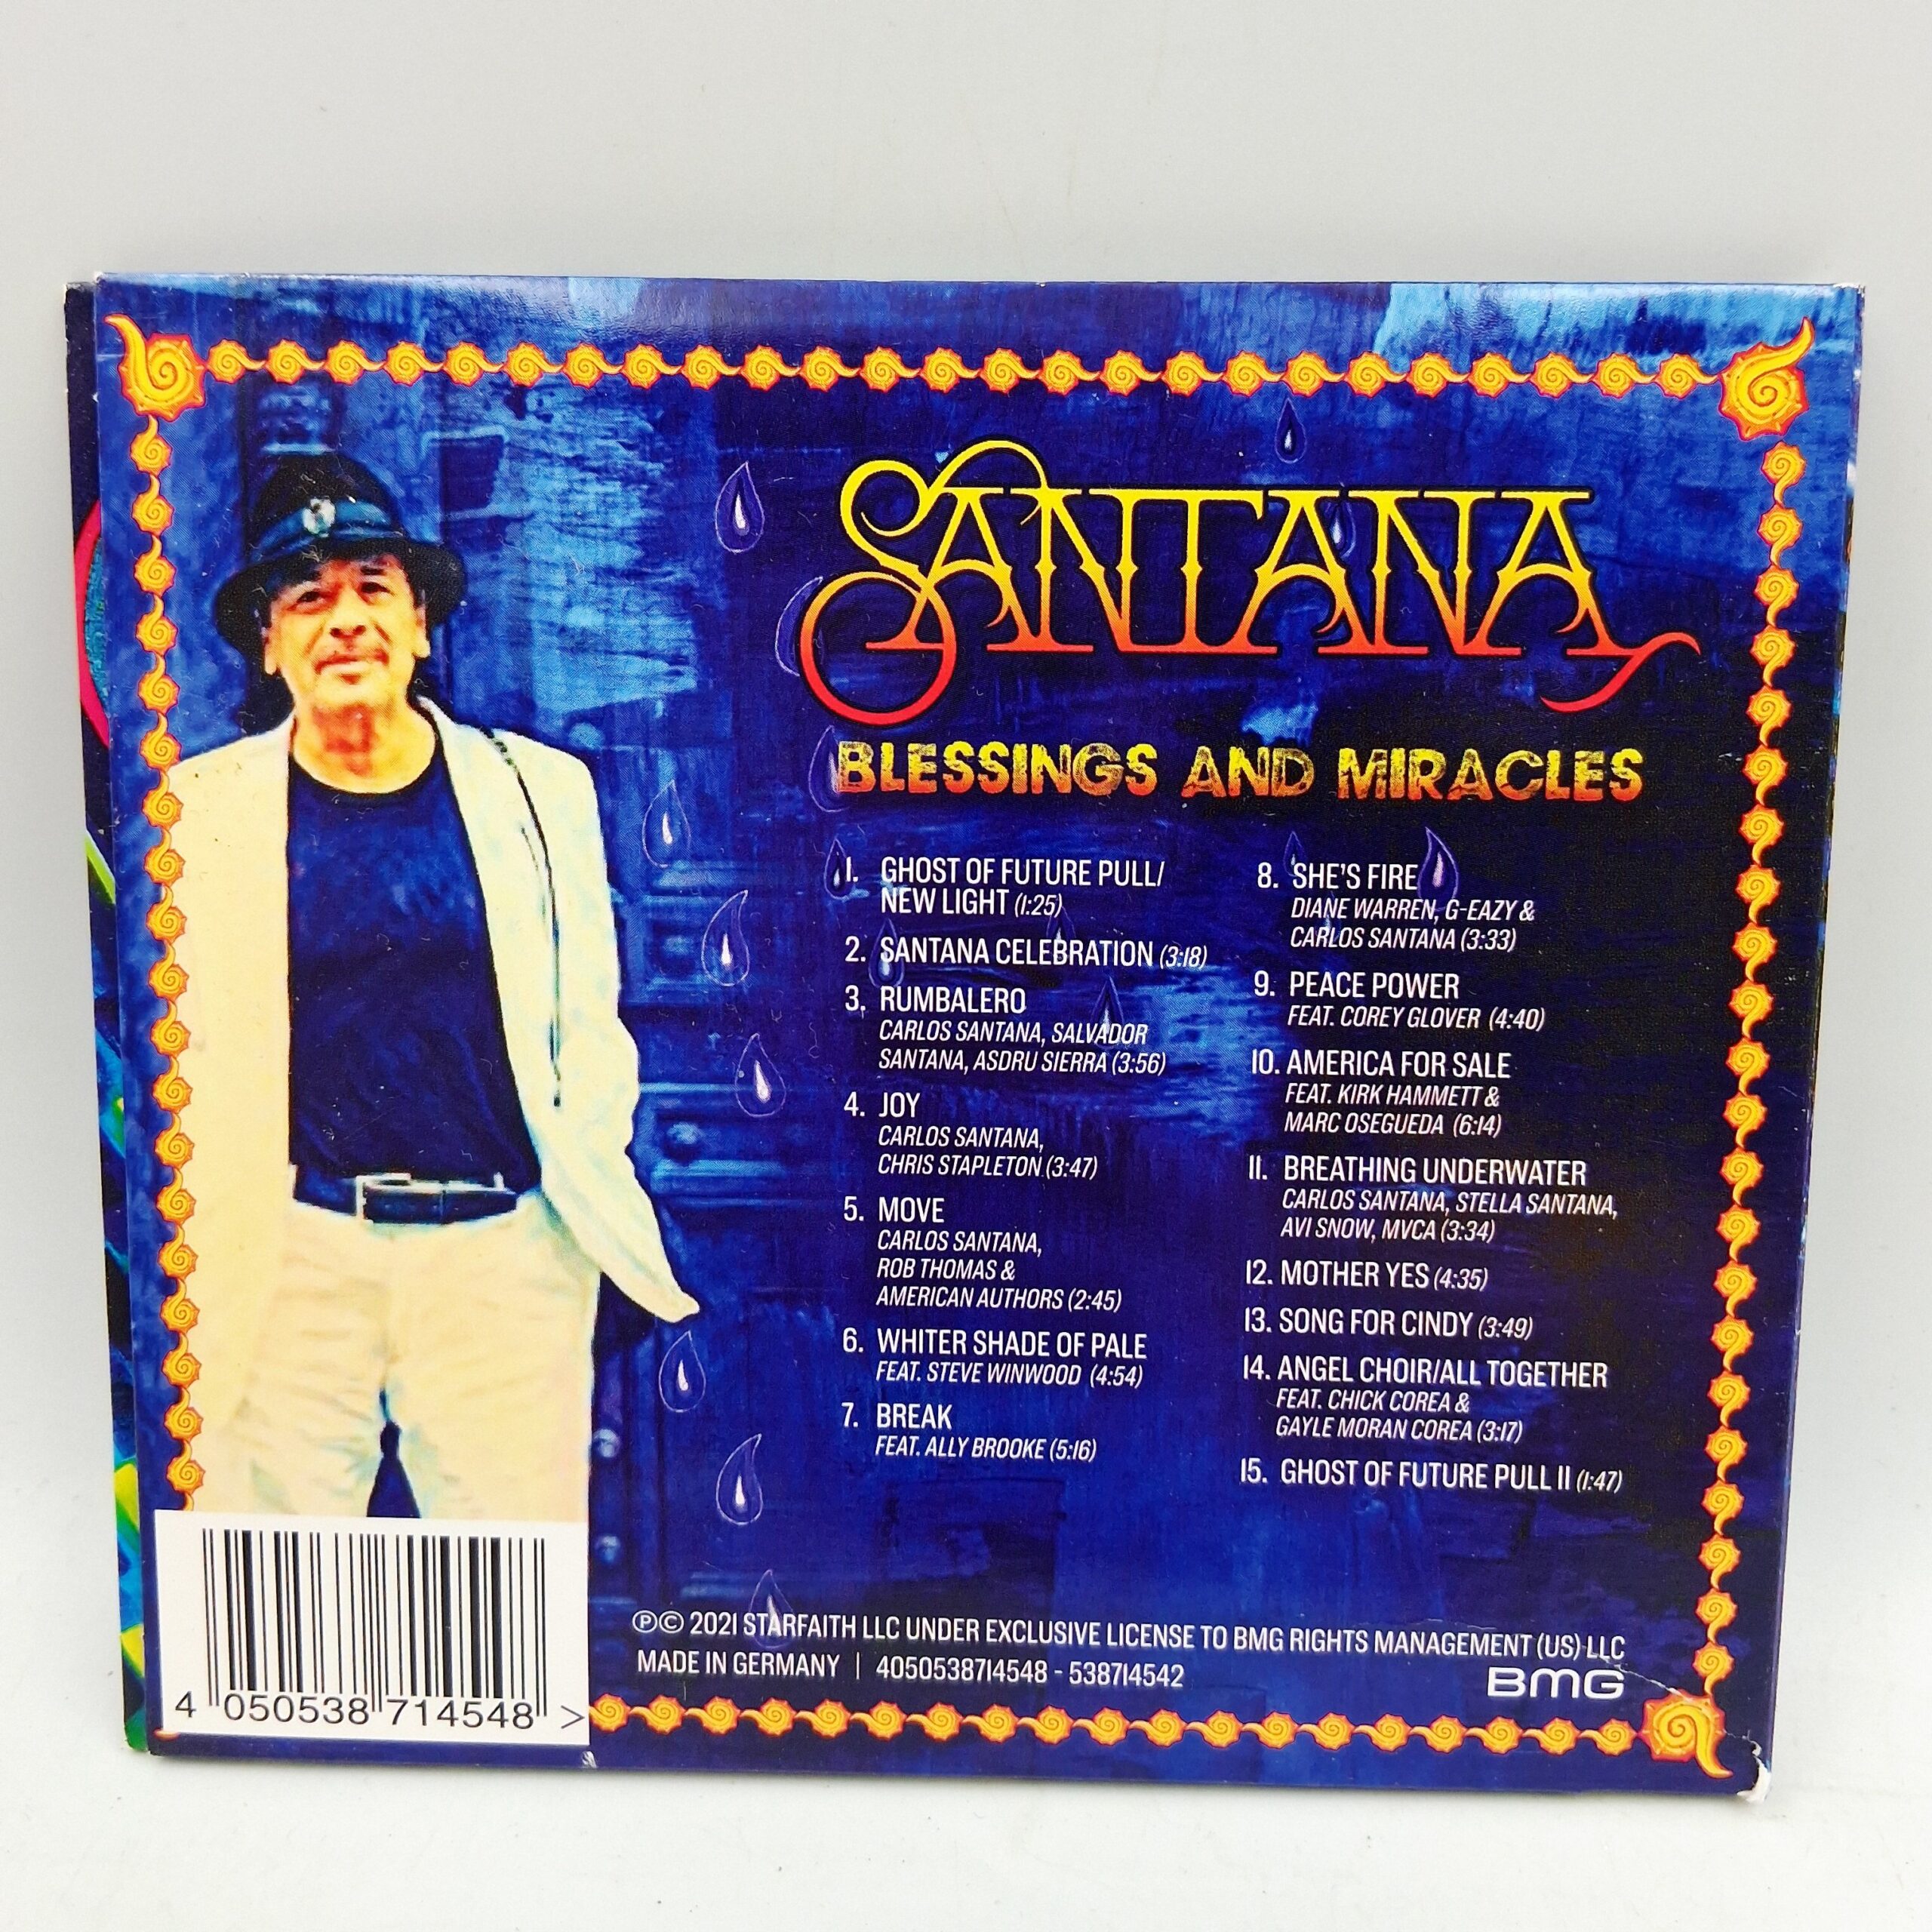 SANTANA
BLESSINGS AND MIRACLES
1. GHOST OF FUTURE PULL/
NEW LIGHT (1:25)
2. SANTANA CELEBRATION (3:18)
3. RUMBALERO
CARLOS SANTANA, SALVADOR
SANTANA, ASDRU SIERRA (3:56)
4. JOY
CARLOS SANTANA,
CHRIS STAPLETON (3:47)
5. MOVE
CARLOS SANTANA,
ROB THOMAS &
AMERICAN AUTHORS (2:45)
6. WHITER SHADE OF PALE
FEAT. STEVE WINWOOD (4:54)
7. BREAK
FEAT. ALLY BROOKE (5:16)
8. SHE'S FIRE
DIANE WARREN, G-EAZY &
CARLOS SANTANA (3:33)
9. PEACE POWER
FEAT. COREY GLOVER (4:40)
10. AMERICA FOR SALE
FEAT. KIRK HAMMETT &
MARC OSEGUEDA (6:14)
11. BREATHING UNDERWATER
CARLOS SANTANA, STELLA SANTANA,
AVI SNOW, MVCA (3:34)
12. MOTHER YES (4:35)
13. SONG FOR CINDY (3:49)
14. ANGEL CHOIR/ALL TOGETHER
FEAT. CHICK COREA &
GAYLE MORAN COREA (3:17)
15. GHOST OF FUTURE PULL II (1:47)
℗© 2021 STARFAITH LLC UNDER EXCLUSIVE LICENSE TO BMG RIGHTS MANAGEMENT (US) LLC
MADE IN GERMANY | 4050538714548 - 538714542
BMG
4 050538 714548 >